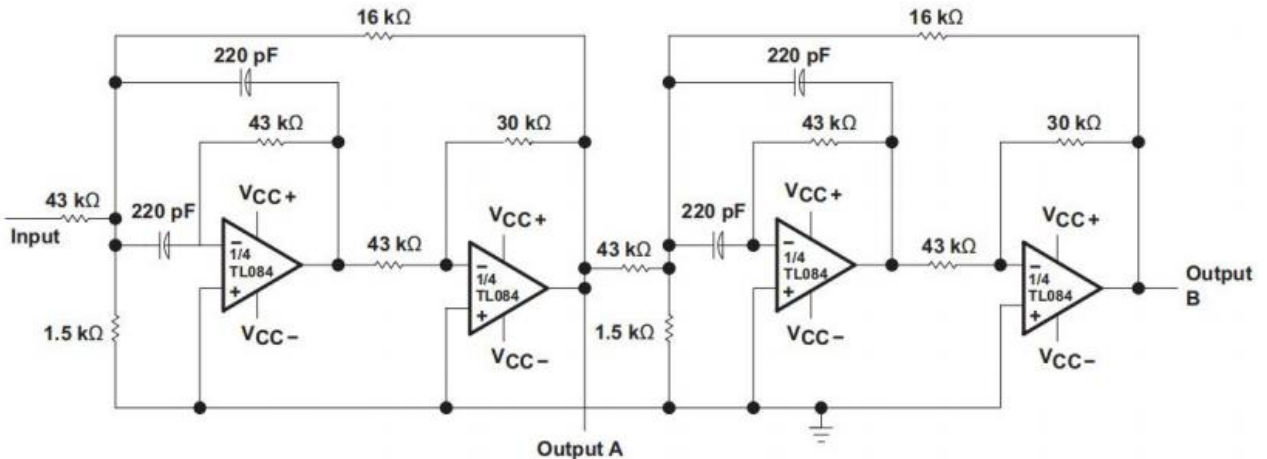 16 kΩ
16 kΩ
220 pF
220 pF
43 kΩ
30 kΩ
43 kΩ
30 kΩ
43 kΩ
Input
220 pF
VCC+
−
1/4
TL084
+
VCC−
1.5 kΩ
43 kΩ
VCC+
−
1/4
TL084
+
VCC−
43 kΩ
220 pF
VCC+
−
1/4
TL084
+
VCC−
1.5 kΩ
43 kΩ
VCC+
−
1/4
TL084
+
VCC−
Output
B
Output A